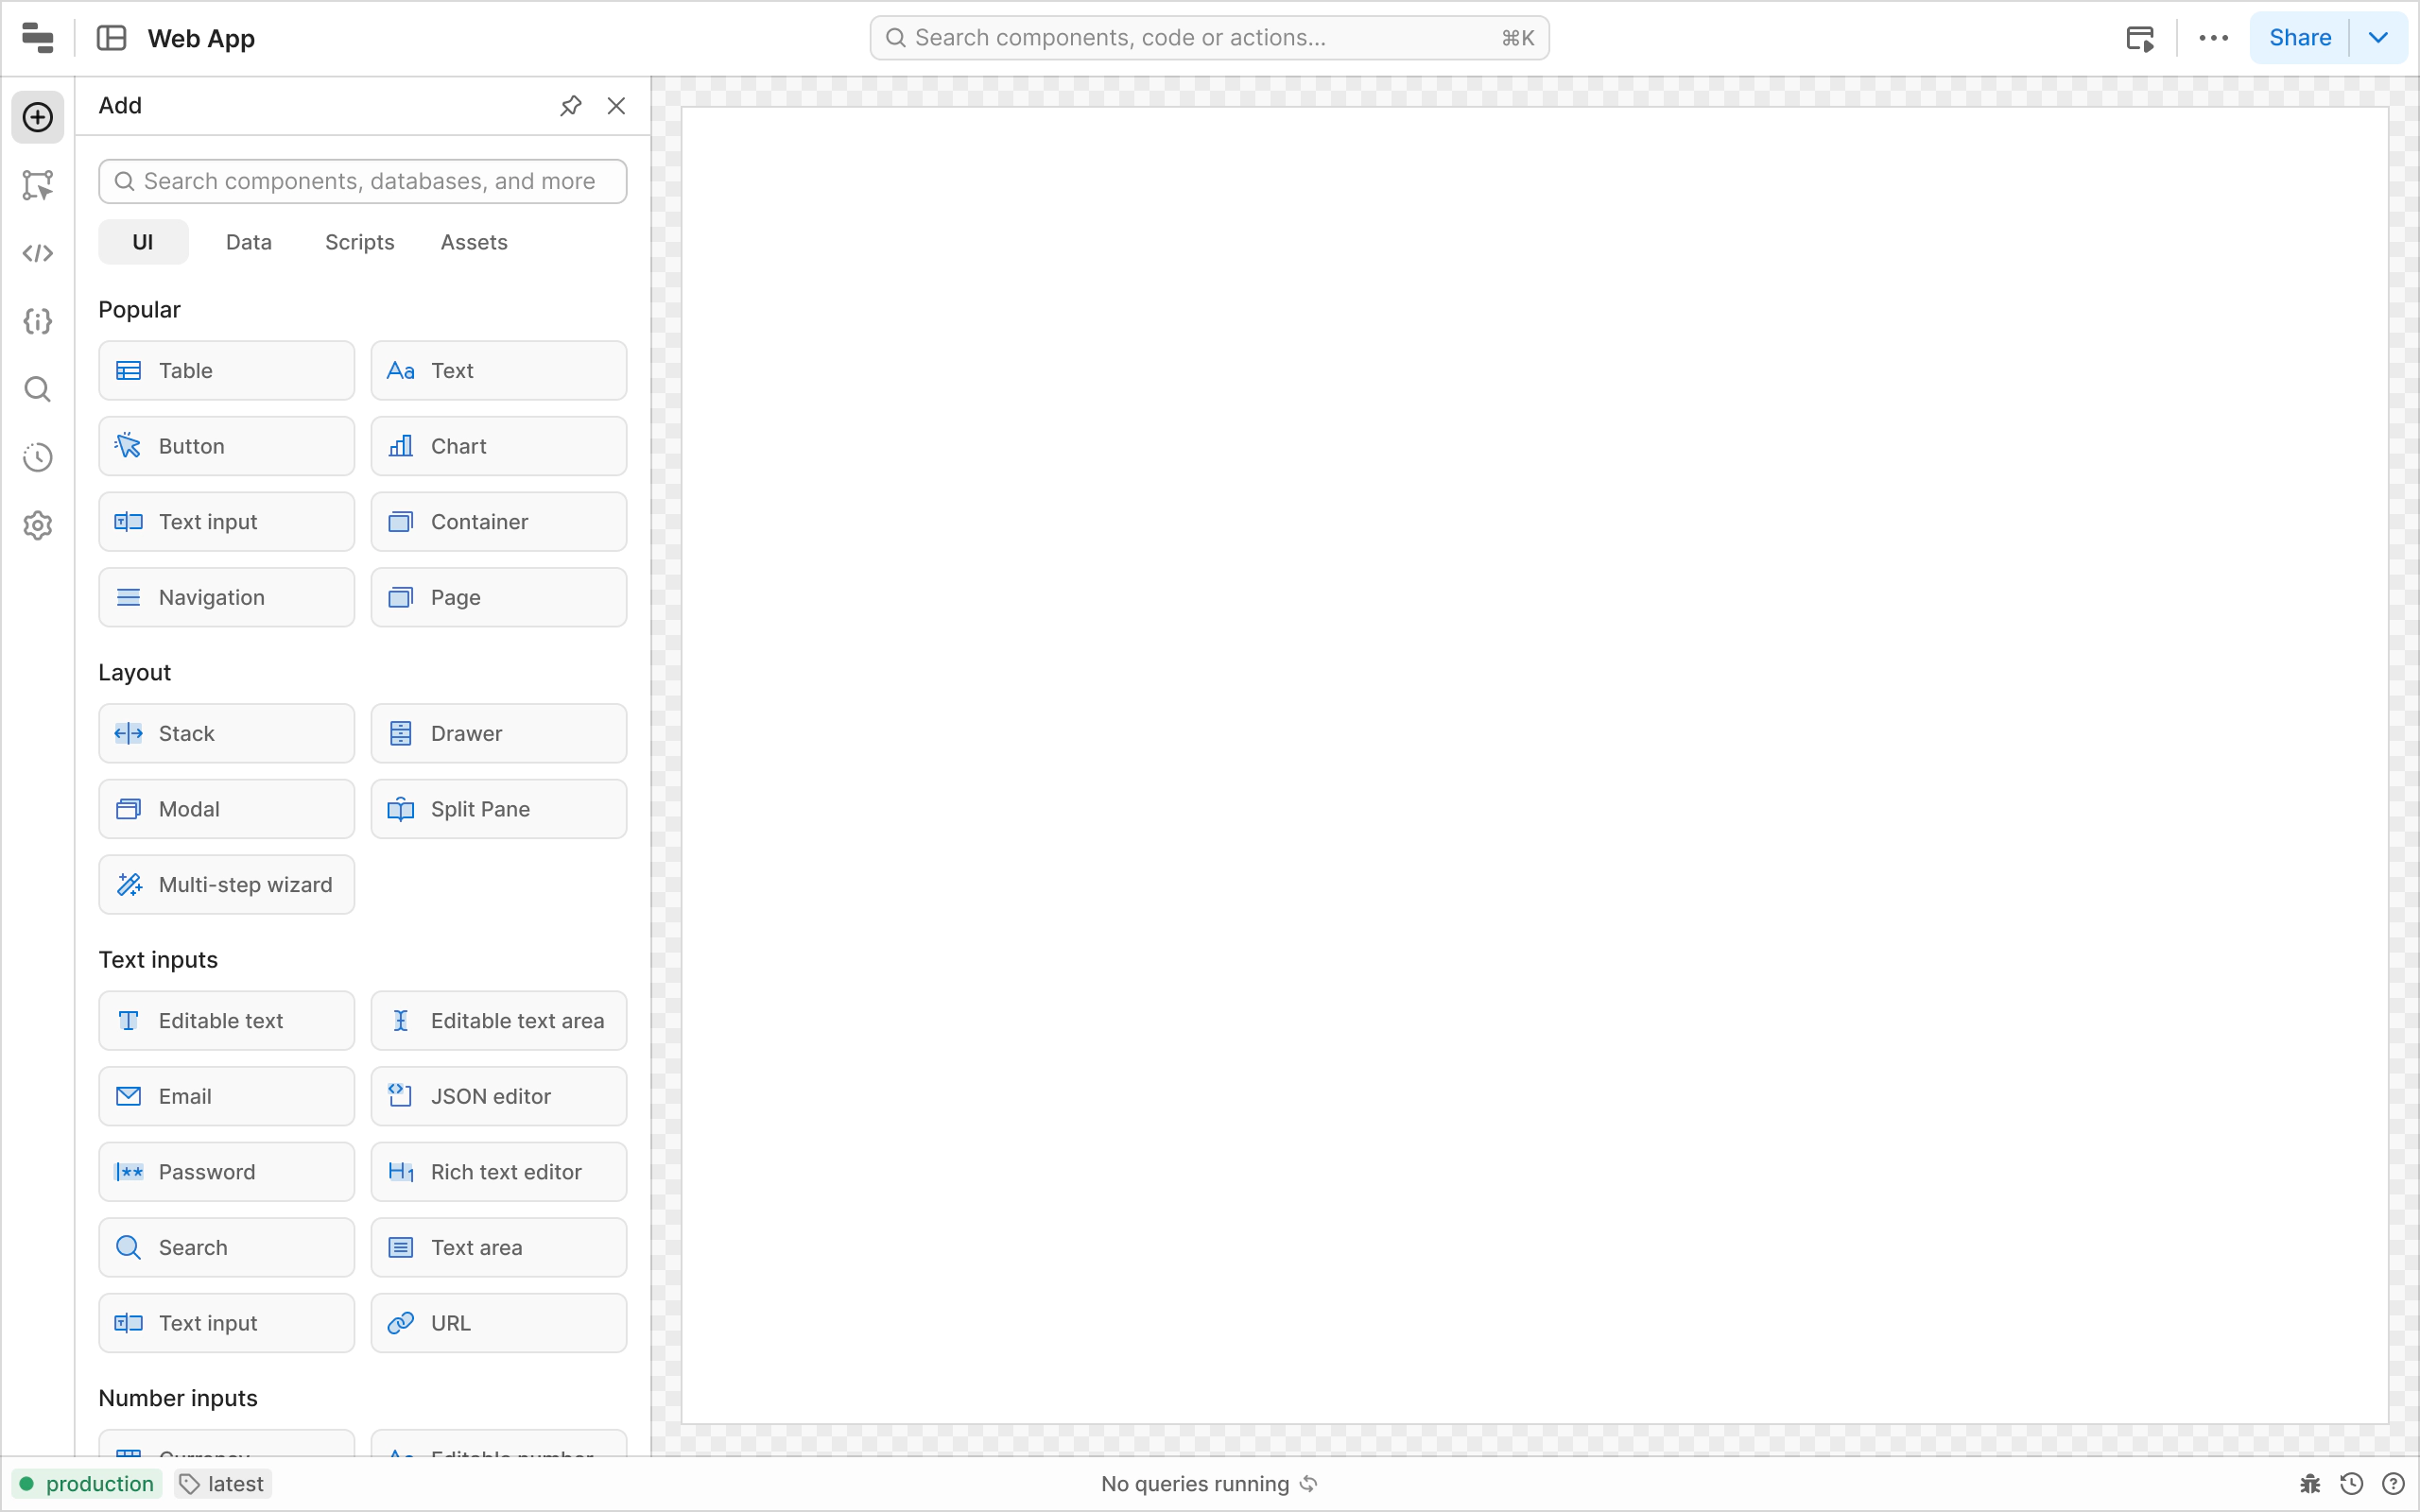 Web App
Search components, code or actions...
⌘K
Share
Add
Search components, databases, and more
UI
Data
Scripts
Assets
Popular
Table
Text
Button
Chart
Text input
Container
Navigation
Page
Layout
Stack
Drawer
Modal
Split Pane
Multi-step wizard
Text inputs
Editable text
Editable text area
Email
JSON editor
Password
Rich text editor
Search
Text area
Text input
URL
Number inputs
Currency
Editable number
production
latest
No queries running